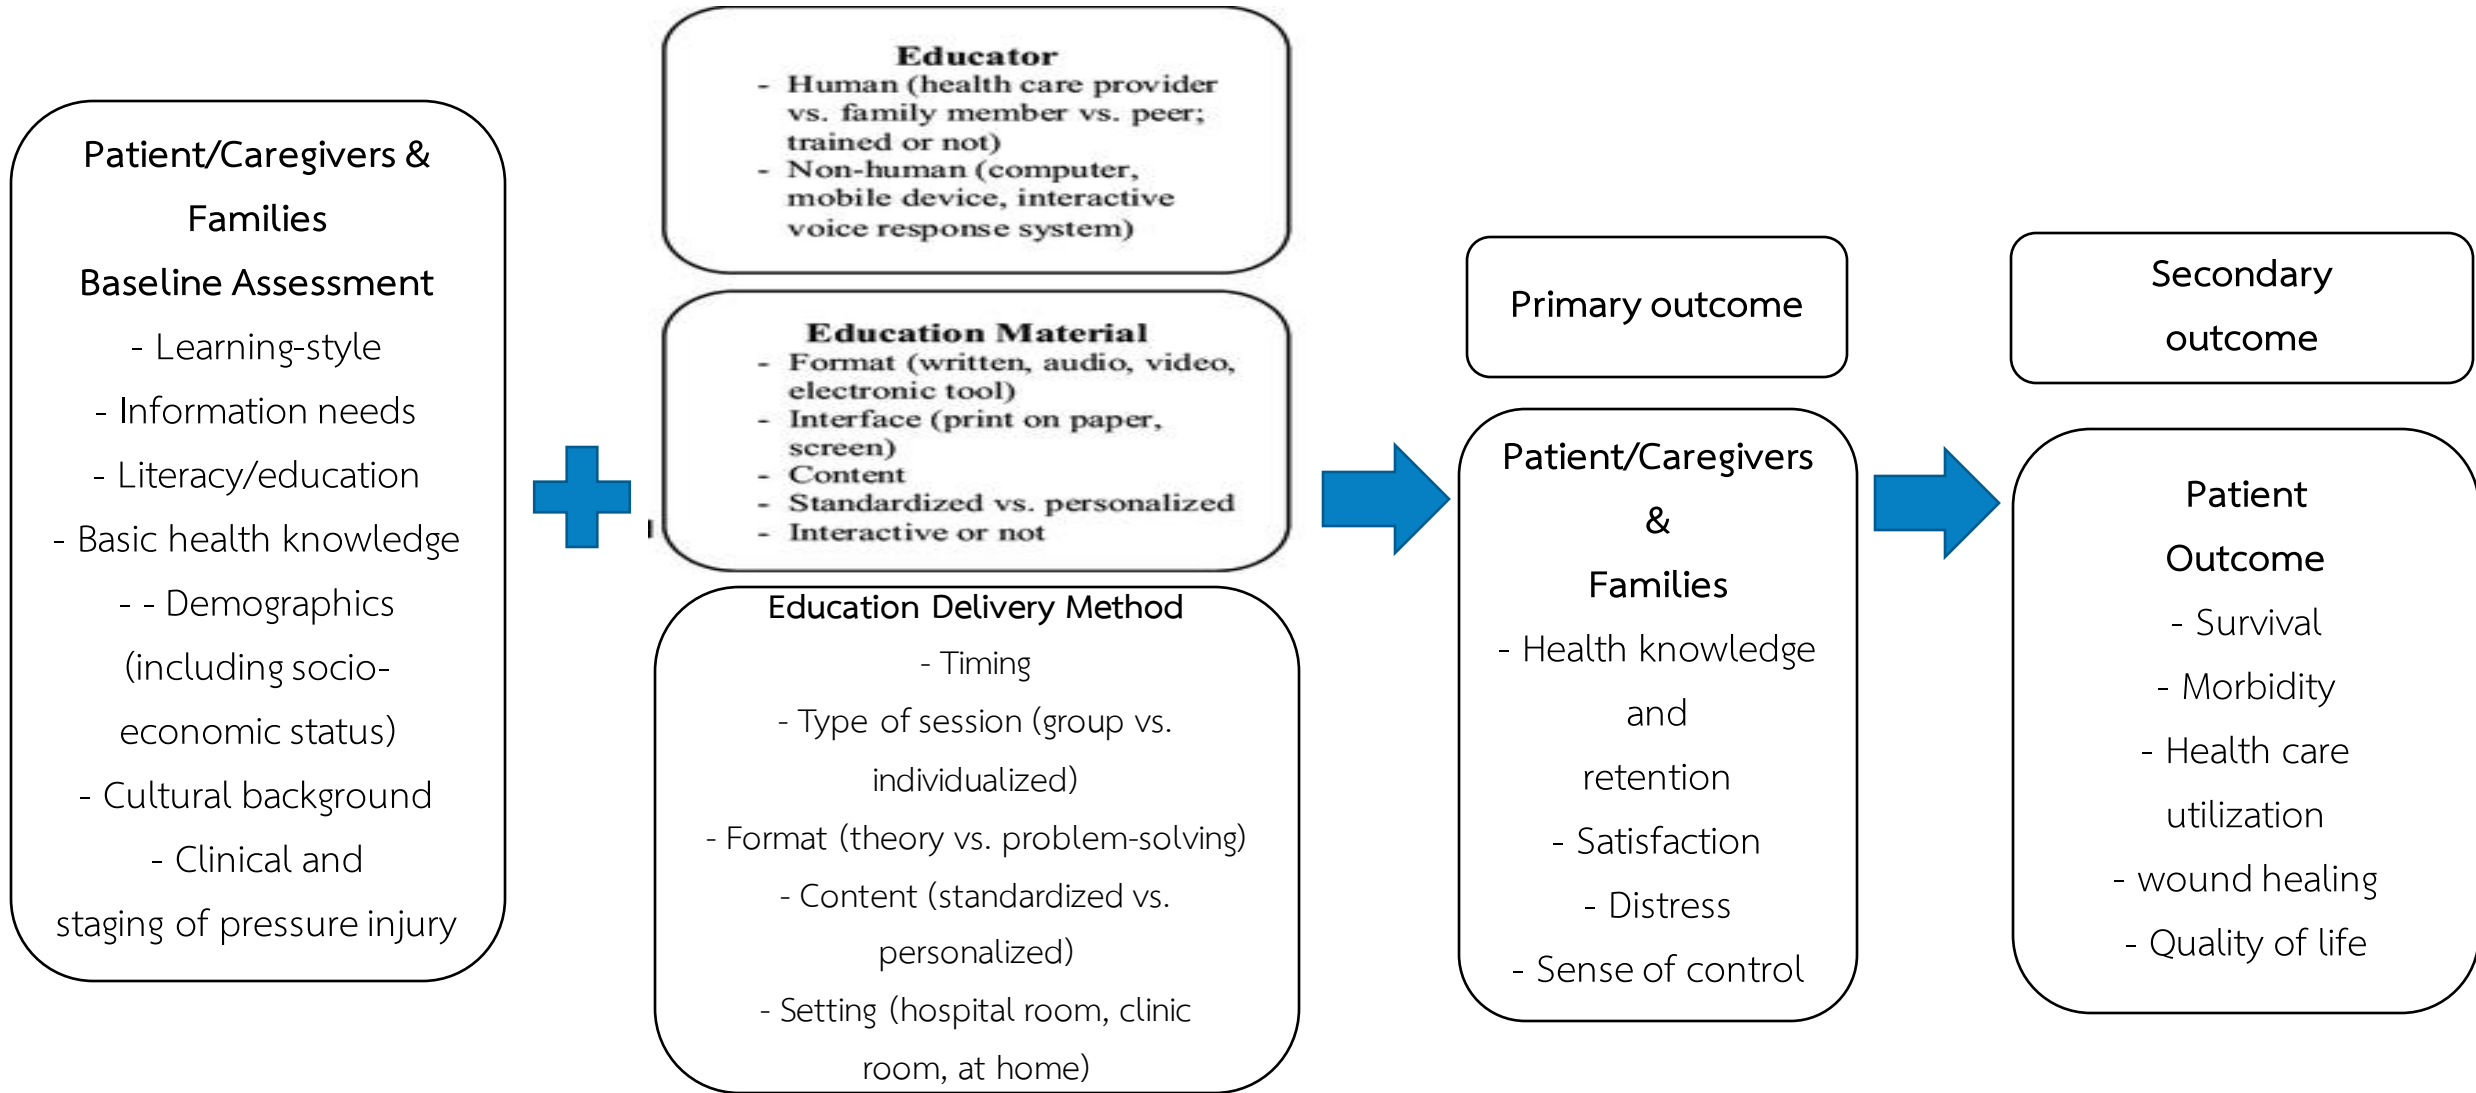 Patient/Caregivers &
Families
Baseline Assessment
- Learning-style
- Information needs
- Literacy/education
- Basic health knowledge
- - Demographics
(including socio-
economic status)
- Cultural background
- Clinical and
staging of pressure injury
Educator
- Human (health care provider
vs. family member vs. peer;
trained or not)
- Non-human (computer,
mobile device, interactive
voice response system)
Education Material
- Format (written, audio, video,
electronic tool)
- Interface (print on paper,
screen)
- Content
- Standardized vs. personalized
- Interactive or not
Education Delivery Method
- Timing
- Type of session (group vs.
individualized)
- Format (theory vs. problem-solving)
- Content (standardized vs.
personalized)
- Setting (hospital room, clinic
room, at home)
Primary outcome
Patient/Caregivers
&
Families
- Health knowledge
and
retention
- Satisfaction
- Distress
- Sense of control
Secondary
outcome
Patient
Outcome
- Survival
- Morbidity
- Health care
utilization
- wound healing
- Quality of life